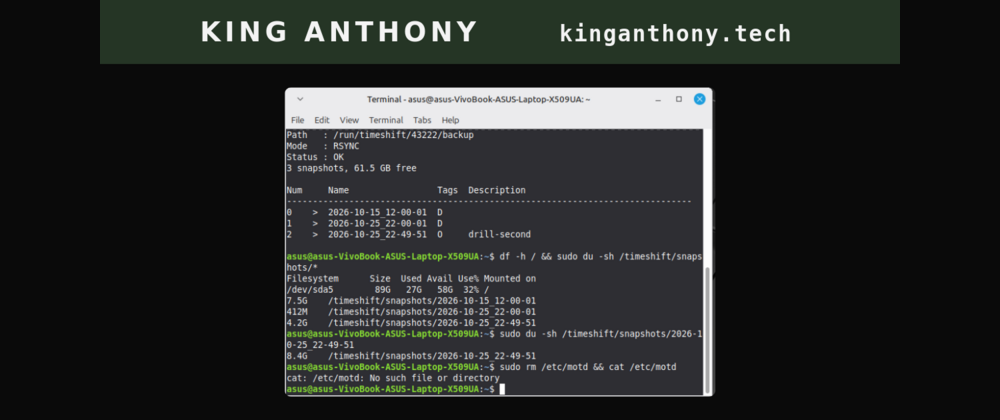 KING ANTHONY kinganthony.tech
Terminal - asus@asus-VivoBook-ASUS-Laptop-X509UA: ~
File Edit View Terminal Tabs Help
Path   : /run/timeshift/43222/backup
Mode   : RSYNC
Status : OK
3 snapshots, 61.5 GB free
Num     Name                 Tags  Description
--------------------------------------------------------------------------------
0    >  2026-10-15_12-00-01  D
1    >  2026-10-25_22-00-01  D
2    >  2026-10-25_22-49-51  O     drill-second
asus@asus-VivoBook-ASUS-Laptop-X509UA:~$ df -h / && sudo du -sh /timeshift/snaps
hots/*
Filesystem      Size  Used Avail Use% Mounted on
/dev/sda5        89G   27G   58G  32% /
7.5G    /timeshift/snapshots/2026-10-15_12-00-01
412M    /timeshift/snapshots/2026-10-25_22-00-01
4.2G    /timeshift/snapshots/2026-10-25_22-49-51
asus@asus-VivoBook-ASUS-Laptop-X509UA:~$ sudo du -sh /timeshift/snapshots/2026-1
0-25_22-49-51
8.4G    /timeshift/snapshots/2026-10-25_22-49-51
asus@asus-VivoBook-ASUS-Laptop-X509UA:~$ sudo rm /etc/motd && cat /etc/motd
cat: /etc/motd: No such file or directory
asus@asus-VivoBook-ASUS-Laptop-X509UA:~$